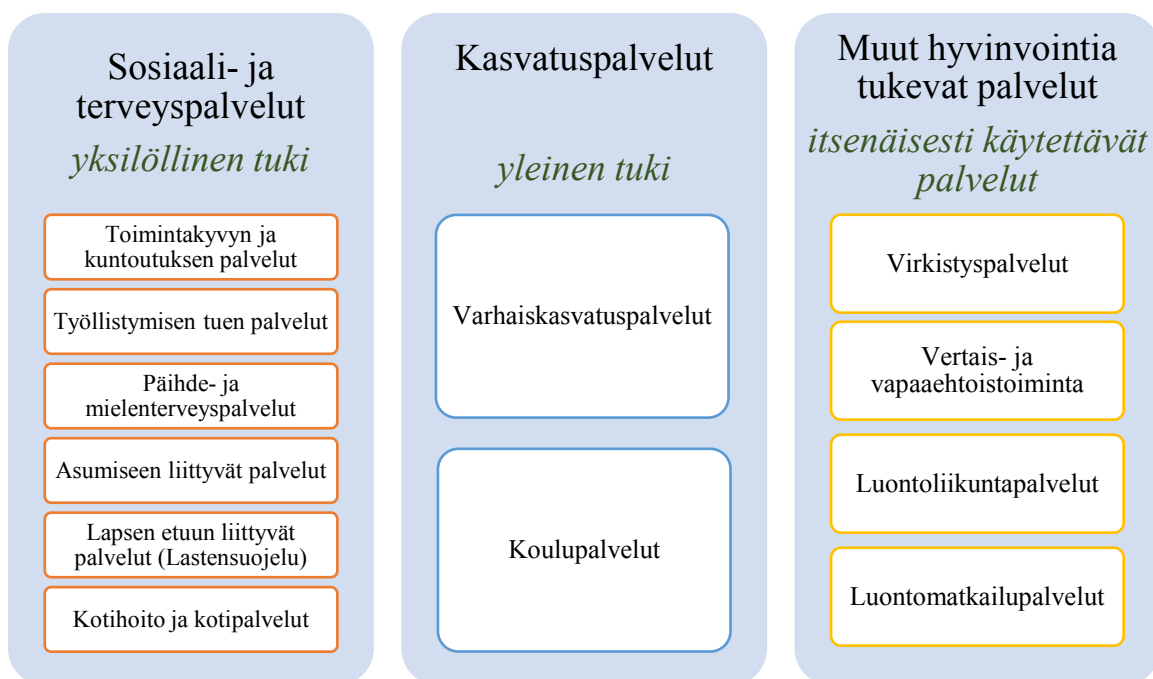 Sosiaali- ja
terveyspalvelut
yksilöllinen tuki
Toimintakyvyn ja
kuntoutuksen palvelut
Työllistymisen tuen palvelut
Päihde- ja
mielenterveyspalvelut
Asumiseen liittyvät palvelut
Lapsen etuun liittyvät
palvelut (Lastensuojelu)
Kotihoito ja kotipalvelut
Kasvatuspalvelut
yleinen tuki
Varhaiskasvatuspalvelut
Koulupalvelut
Muut hyvinvointia
tukevat palvelut
itsenäisesti käytettävät
palvelut
Virkistyspalvelut
Vertais- ja
vapaaehtoistoiminta
Luontoliikuntapalvelut
Luontomatkailupalvelut